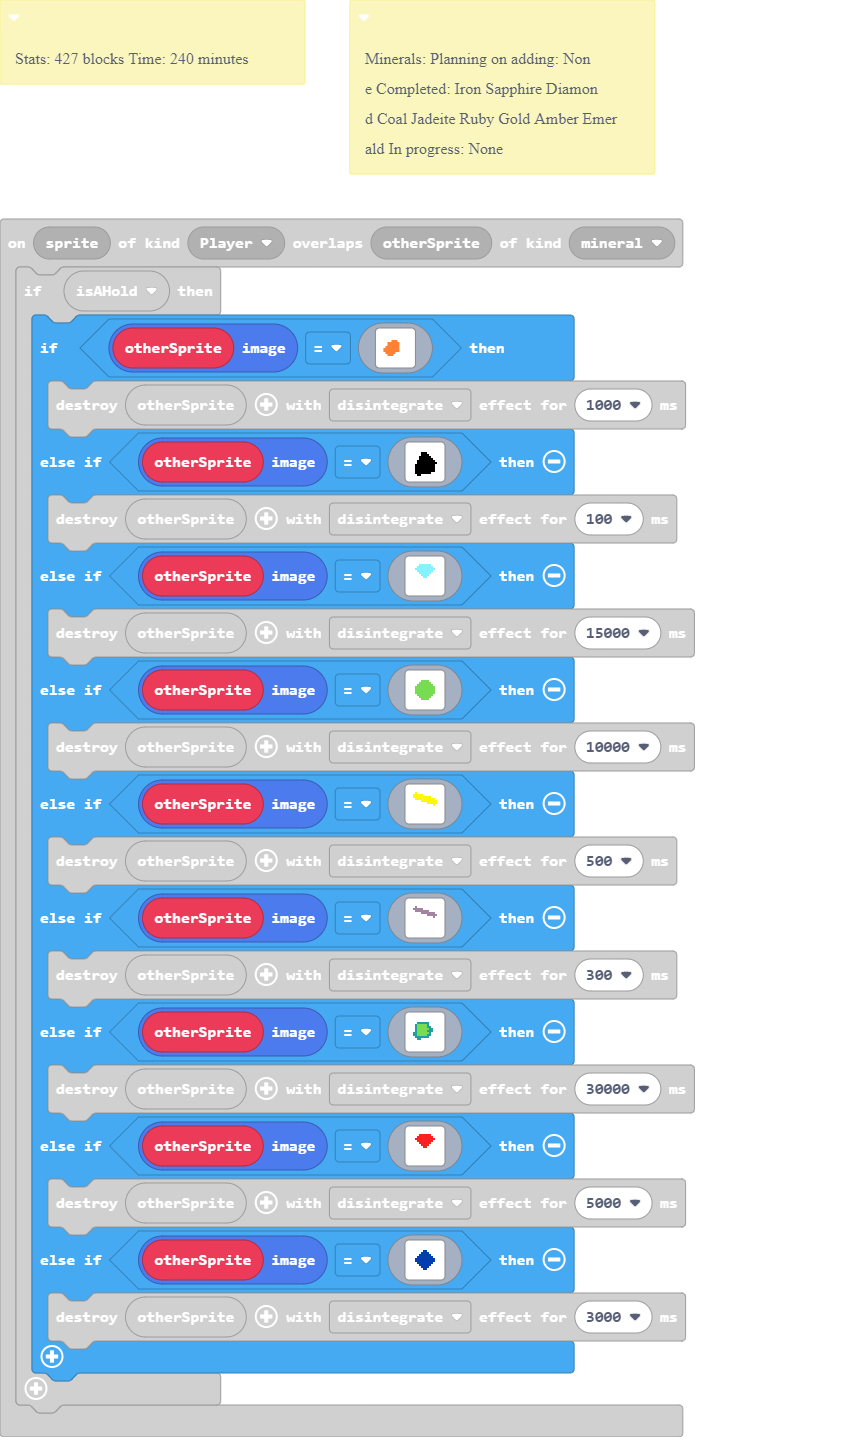 Stats: 427 blocks Time: 240 minutes
Minerals: Planning on adding: Non
e Completed: Iron Sapphire Diamon
d Coal Jadeite Ruby Gold Amber Emer
ald In progress: None
on sprite of kind Player overlaps otherSprite of kind mineral
if isAHold then
if otherSprite image = then
destroy otherSprite with disintegrate effect for 1000 ms
else if otherSprite image = then
destroy otherSprite with disintegrate effect for 100 ms
else if otherSprite image = then
destroy otherSprite with disintegrate effect for 15000 ms
else if otherSprite image = then
destroy otherSprite with disintegrate effect for 10000 ms
else if otherSprite image = then
destroy otherSprite with disintegrate effect for 500 ms
else if otherSprite image = then
destroy otherSprite with disintegrate effect for 300 ms
else if otherSprite image = then
destroy otherSprite with disintegrate effect for 30000 ms
else if otherSprite image = then
destroy otherSprite with disintegrate effect for 5000 ms
else if otherSprite image = then
destroy otherSprite with disintegrate effect for 3000 ms